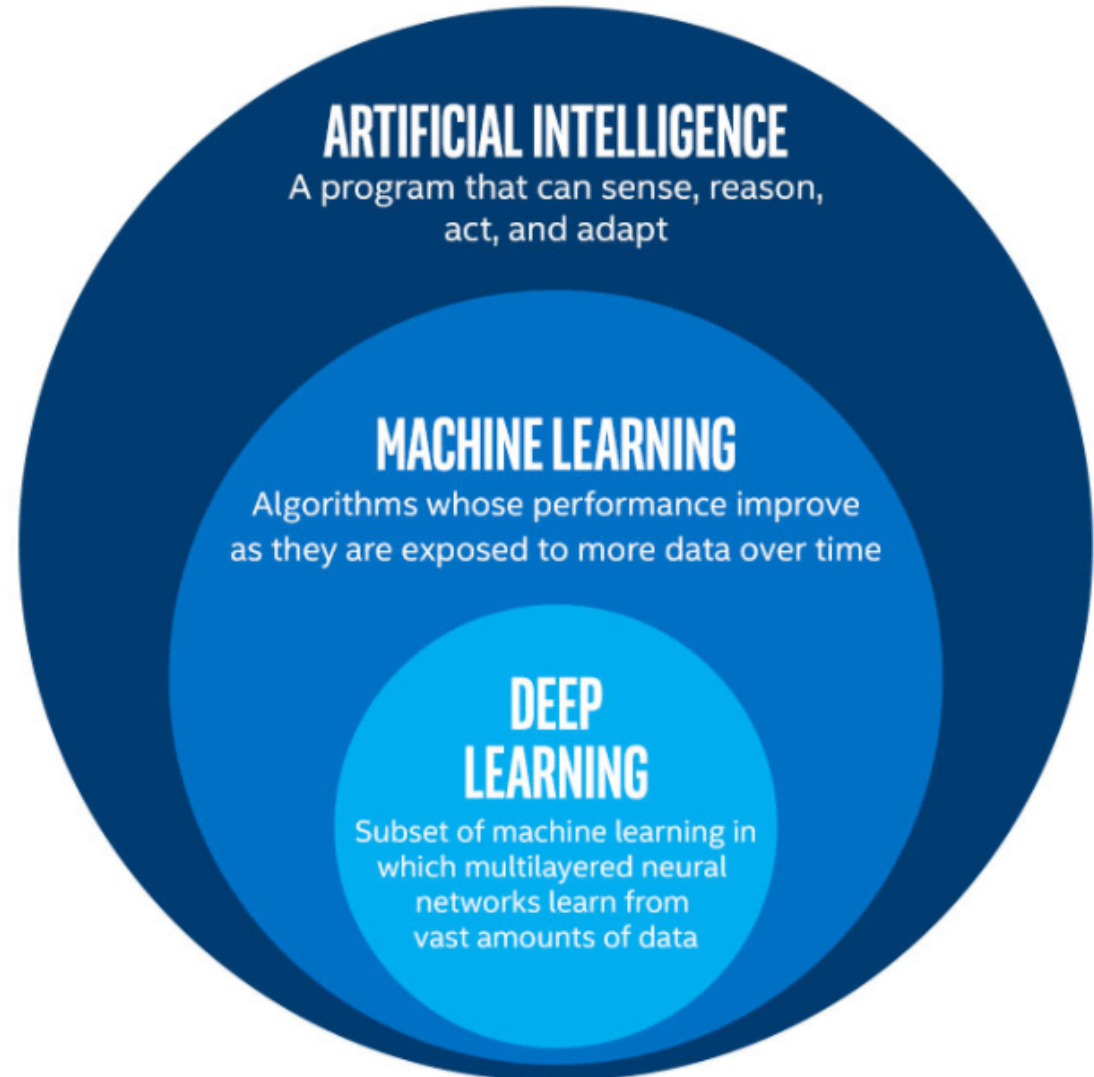 ARTIFICIAL INTELLIGENCE
A program that can sense, reason,
act, and adapt
MACHINE LEARNING
Algorithms whose performance improve
as they are exposed to more data over time
DEEP
LEARNING
Subset of machine learning in
which multilayered neural
networks learn from
vast amounts of data